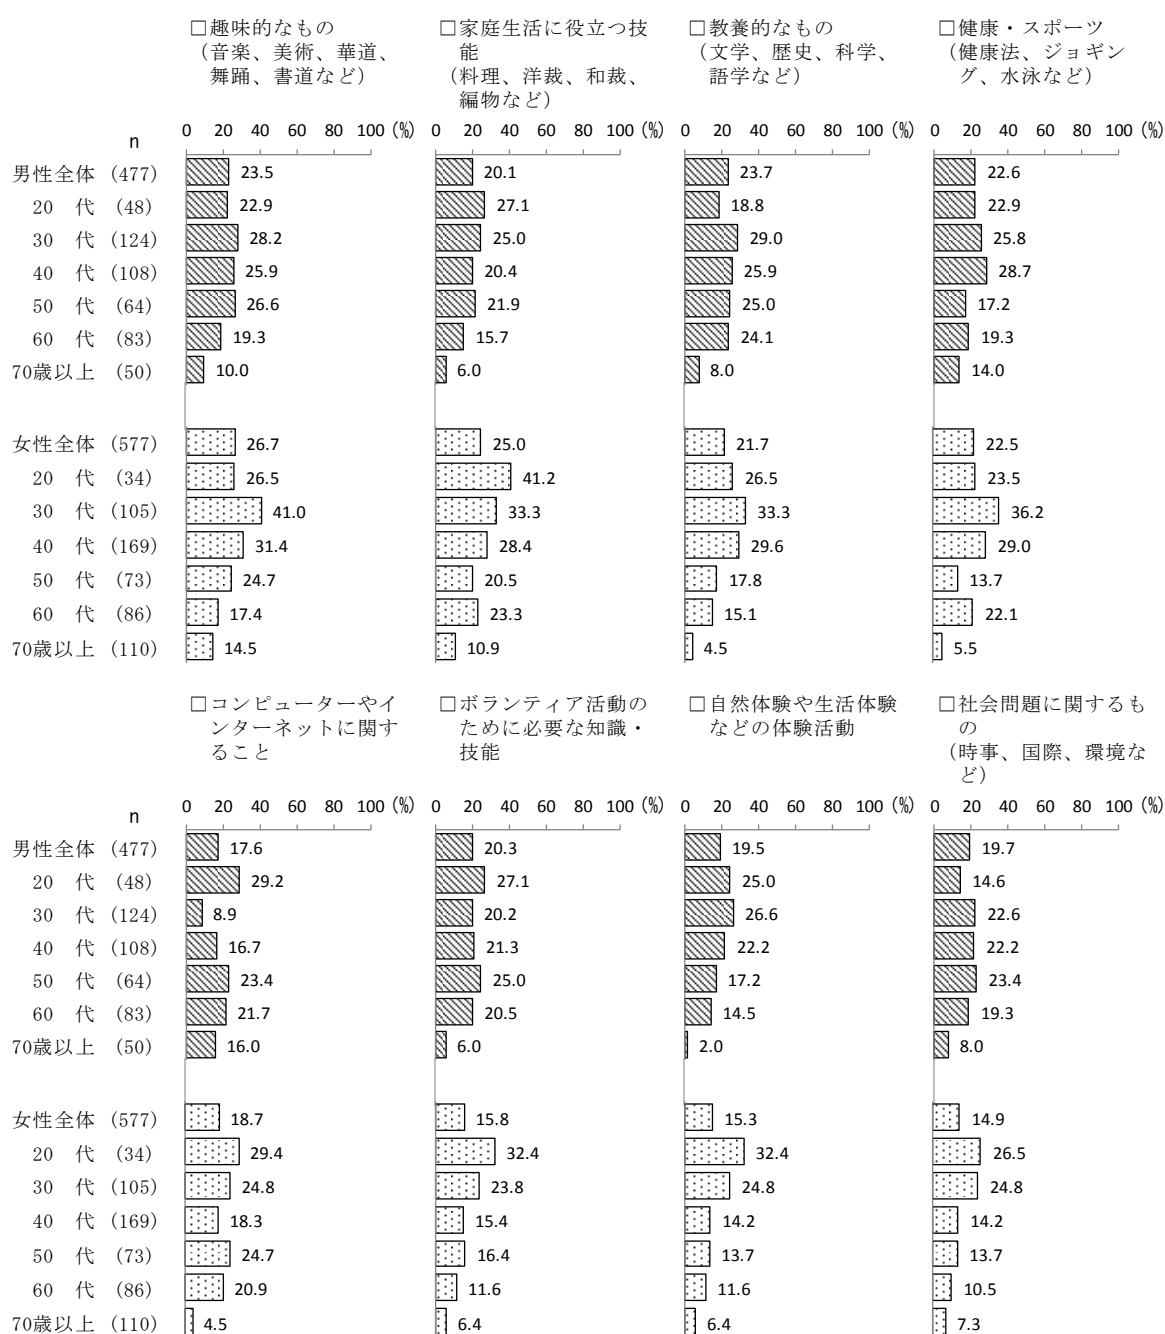 □趣味的なもの
（音楽、美術、華道、
舞踊、書道など）
□家庭生活に役立つ技
能
（料理、洋裁、和裁、
編物など）
□教養的なもの
（文学、歴史、科学、
語学など）
□健康・スポーツ
（健康法、ジョギン
グ、水泳など）
n
0 20 40 60 80 100 (%) 0 20 40 60 80 100 (%) 0 20 40 60 80 100 (%) 0 20 40 60 80 100 (%)
男性全体 (477) 23.5 20.1 23.7 22.6
20 代 (48) 22.9 27.1 18.8 22.9
30 代 (124) 28.2 25.0 29.0 25.8
40 代 (108) 25.9 20.4 25.9 28.7
50 代 (64) 26.6 21.9 25.0 17.2
60 代 (83) 19.3 15.7 24.1 19.3
70歳以上 (50) 10.0 6.0 8.0 14.0
女性全体 (577) 26.7 25.0 21.7 22.5
20 代 (34) 26.5 41.2 26.5 23.5
30 代 (105) 41.0 33.3 33.3 36.2
40 代 (169) 31.4 28.4 29.6 29.0
50 代 (73) 24.7 20.5 17.8 13.7
60 代 (86) 17.4 23.3 15.1 22.1
70歳以上 (110) 14.5 10.9 4.5 5.5
□コンピューターやイ
ンターネットに関す
ること
□ボランティア活動の
ために必要な知識・
技能
□自然体験や生活体験
などの体験活動
□社会問題に関するも
の
（時事、国際、環境な
ど）
n
0 20 40 60 80 100 (%) 0 20 40 60 80 100 (%) 0 20 40 60 80 100 (%) 0 20 40 60 80 100 (%)
男性全体 (477) 17.6 20.3 19.5 19.7
20 代 (48) 29.2 27.1 25.0 14.6
30 代 (124) 8.9 20.2 26.6 22.6
40 代 (108) 16.7 21.3 22.2 22.2
50 代 (64) 23.4 25.0 17.2 23.4
60 代 (83) 21.7 20.5 14.5 19.3
70歳以上 (50) 16.0 6.0 2.0 8.0
女性全体 (577) 18.7 15.8 15.3 14.9
20 代 (34) 29.4 32.4 32.4 26.5
30 代 (105) 24.8 23.8 24.8 24.8
40 代 (169) 18.3 15.4 14.2 14.2
50 代 (73) 24.7 16.4 13.7 13.7
60 代 (86) 20.9 11.6 11.6 10.5
70歳以上 (110) 4.5 6.4 6.4 7.3